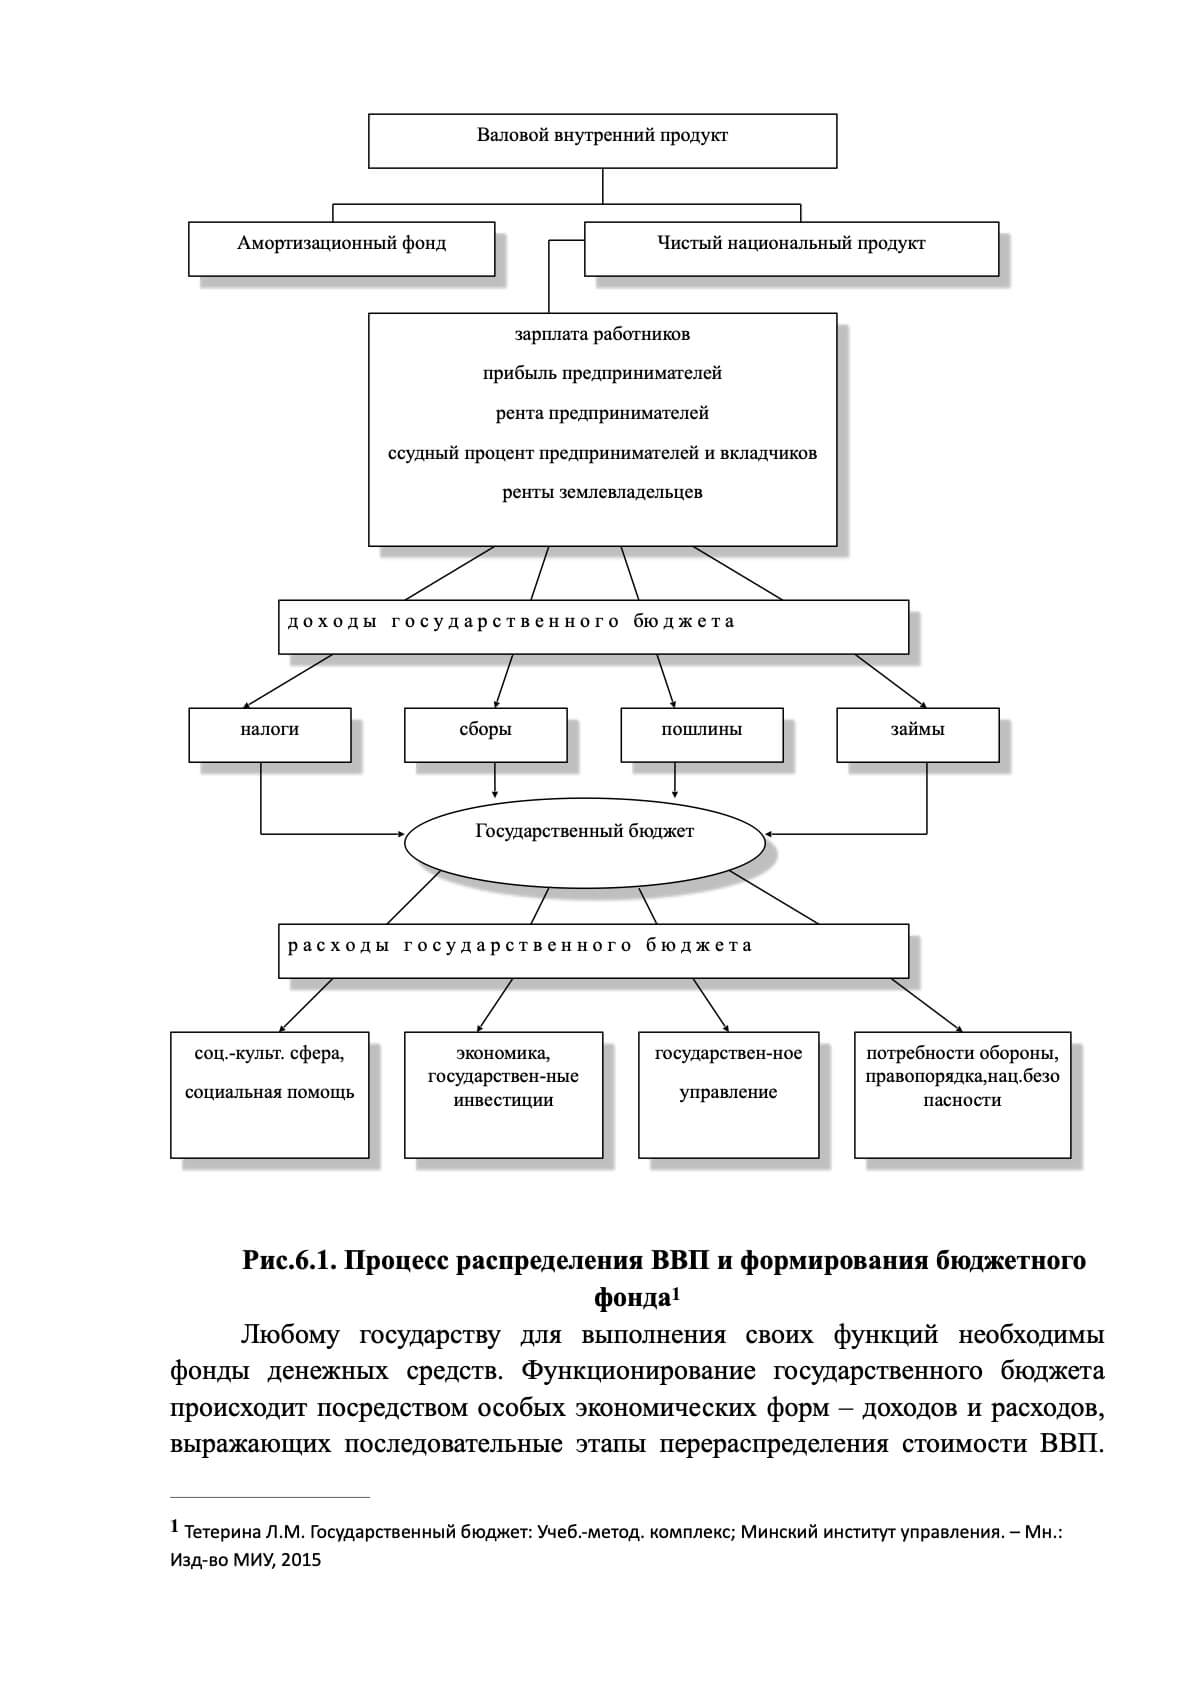 Валовой внутренний продукт
Амортизационный фонд
Чистый национальный продукт
зарплата работников
прибыль предпринимателей
рента предпринимателей
ссудный процент предпринимателей и вкладчиков
ренты землевладельцев
доходы государственного бюджета
налоги
сборы
пошлины
займы
Государственный бюджет
расходы государственного бюджета
соц.-культ. сфера,
социальная помощь
экономика,
государствен-ные
инвестиции
государствен-ное
управление
потребности обороны,
правопорядка,нац.безо
пасности
Рис.6.1. Процесс распределения ВВП и формирования бюджетного
фонда1
Любому государству для выполнения своих функций необходимы
фонды денежных средств. Функционирование государственного бюджета
происходит посредством особых экономических форм – доходов и расходов,
выражающих последовательные этапы перераспределения стоимости ВВП.
1 Тетерина Л.М. Государственный бюджет: Учеб.-метод. комплекс; Минский институт управления. – Мн.:
Изд-во МИУ, 2015